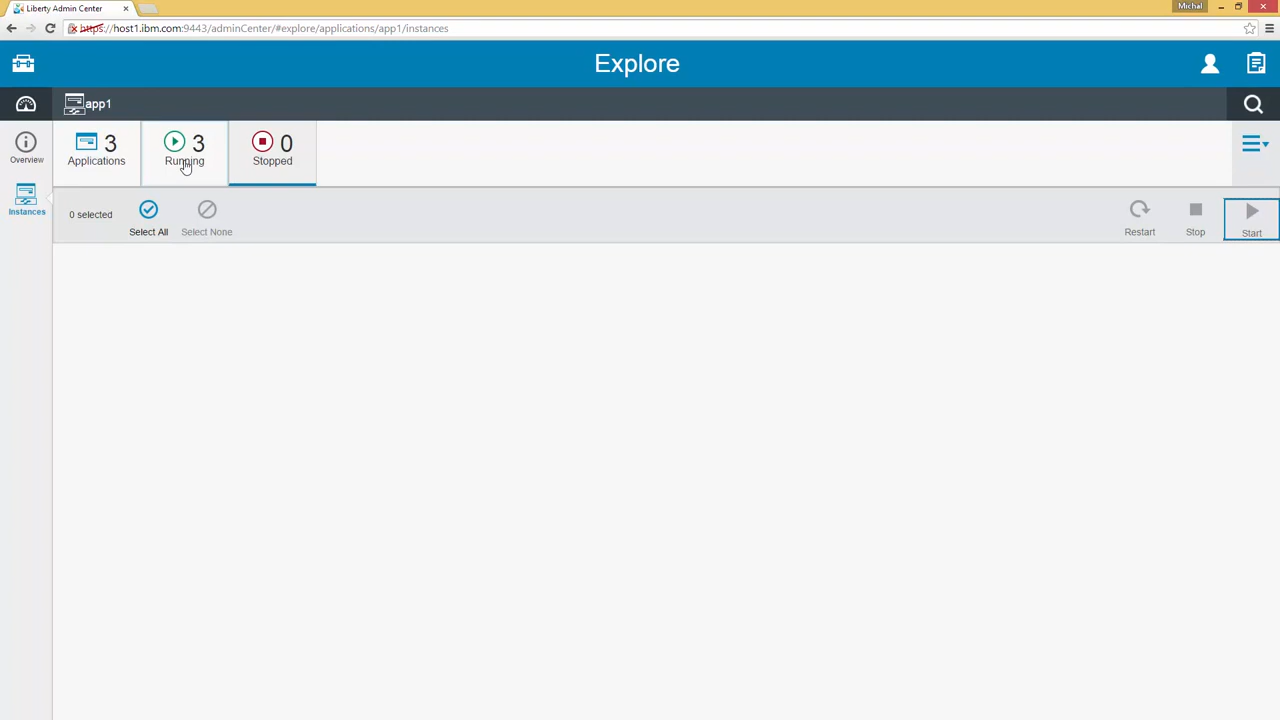 Liberty Admin Center
Michal
https://host1.ibm.com:9443/adminCenter/#explore/applications/app1/instances
Explore
app1
Overview
Instances
3
Applications
3
Running
0
Stopped
0 selected
Select All
Select None
Restart
Stop
Start